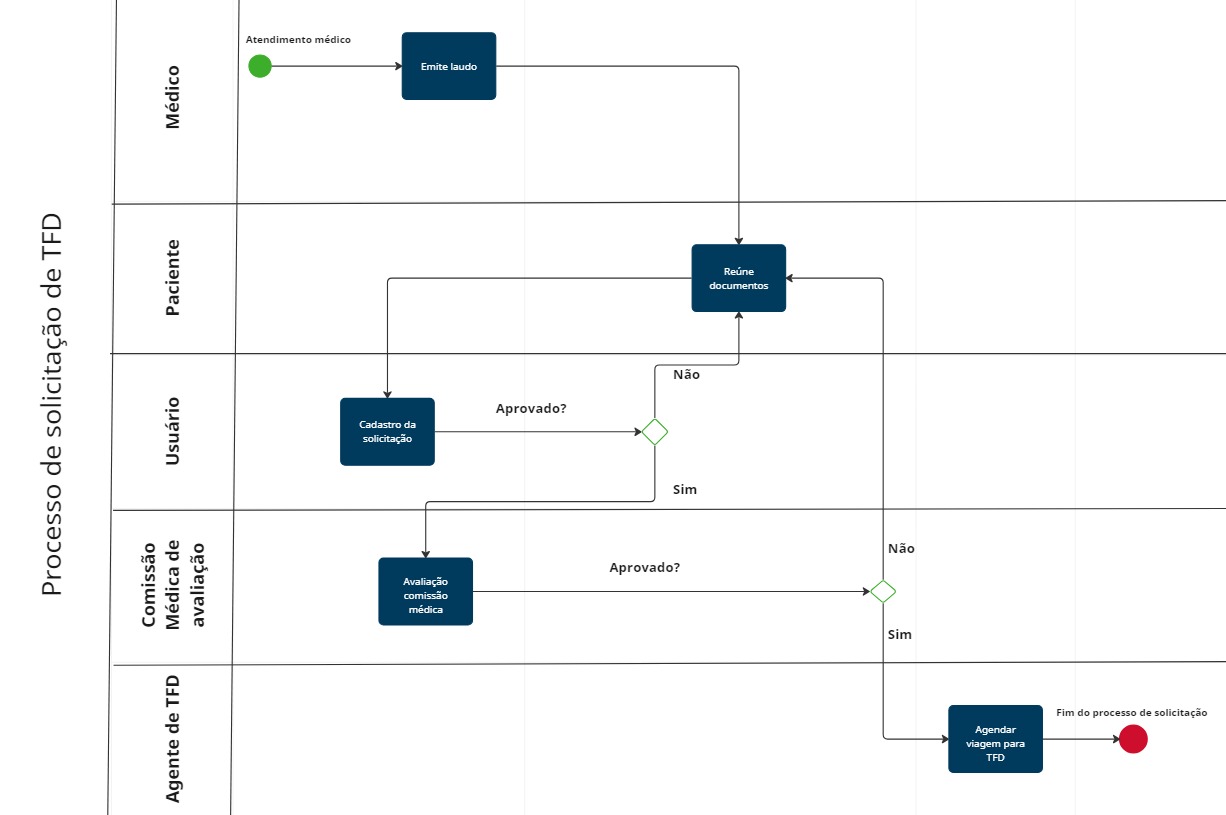 Processo de solicitação de TFD
Médico
Atendimento médico
Emite laudo
Paciente
Reúne
documentos
Usuário
Cadastro da
solicitação
Aprovado?
Não
Sim
Comissão
Médica de
avaliação
Avaliação
comissão
médica
Aprovado?
Não
Sim
Agente de TFD
Agendar
viagem para
TFD
Fim do processo de solicitação